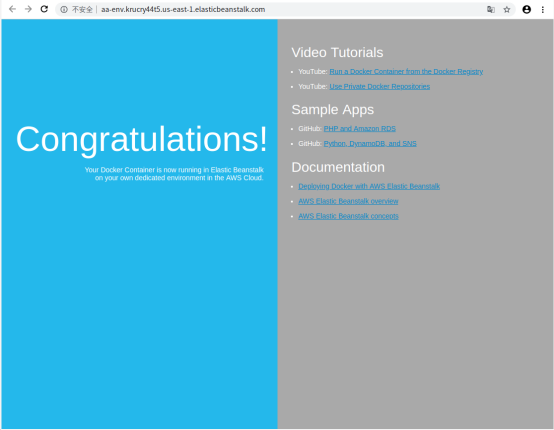 不安全 | aa-env.krucry44t5.us-east-1.elasticbeanstalk.com
Congratulations!
Your Docker Container is now running in Elastic Beanstalk
on your own dedicated environment in the AWS Cloud.
Video Tutorials
YouTube: Run a Docker Container from the Docker Registry
YouTube: Use Private Docker Repositories
Sample Apps
GitHub: PHP and Amazon RDS
GitHub: Python, DynamoDB, and SNS
Documentation
Deploying Docker with AWS Elastic Beanstalk
AWS Elastic Beanstalk overview
AWS Elastic Beanstalk concepts